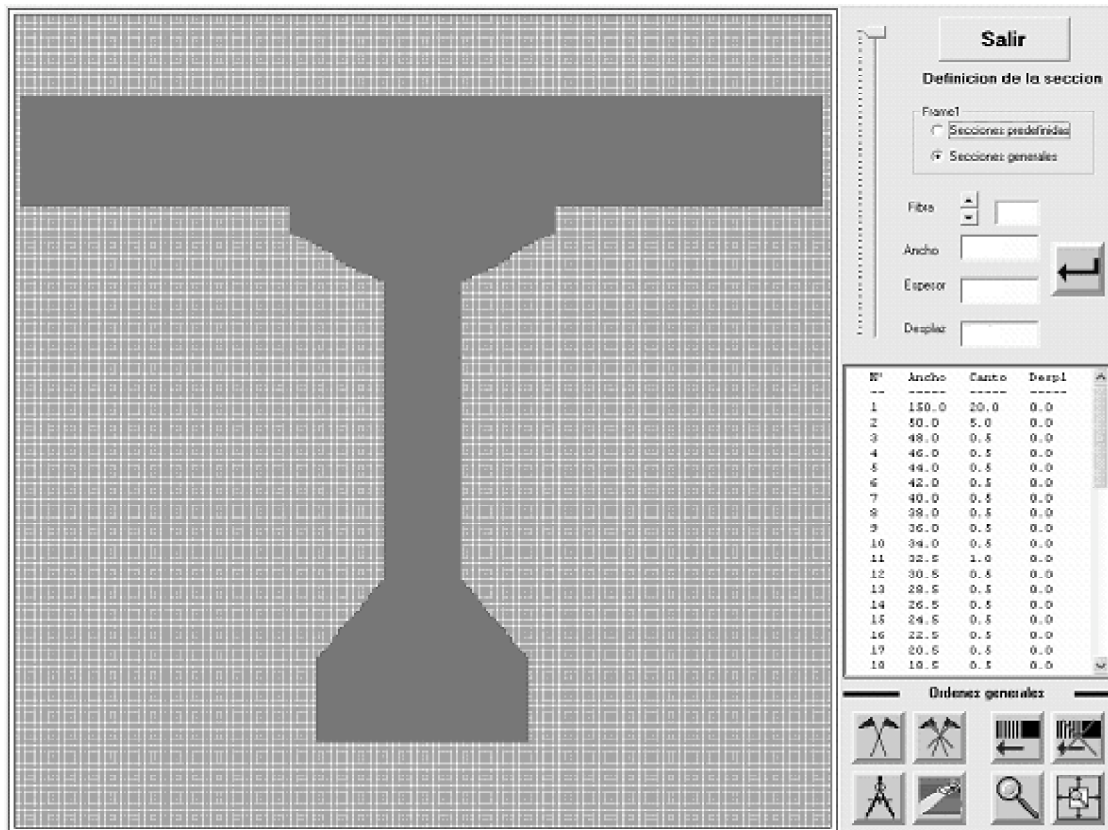 Salir
Definicion de la seccion
Frame1
Secciones predefinidas
Secciones generales
Fibra
Ancho
Espesor
Desplaz
Nº Ancho Canto Despl
-- ----- ----- -----
1 150.0 20.0 0.0
2 50.0 5.0 0.0
3 48.0 0.5 0.0
4 46.0 0.5 0.0
5 44.0 0.5 0.0
6 42.0 0.5 0.0
7 40.0 0.5 0.0
8 38.0 0.5 0.0
9 36.0 0.5 0.0
10 34.0 0.5 0.0
11 32.5 1.0 0.0
12 30.5 0.5 0.0
13 28.5 0.5 0.0
14 26.5 0.5 0.0
15 24.5 0.5 0.0
16 22.5 0.5 0.0
17 20.5 0.5 0.0
18 18.5 0.5 0.0
Ordenes generales